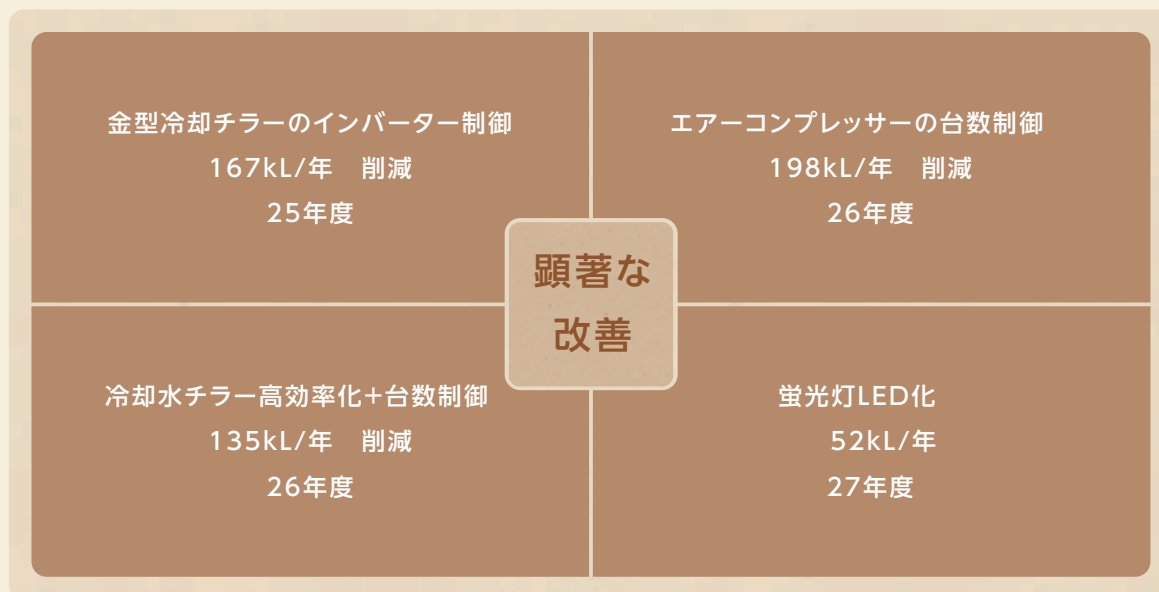 金型冷却チラーのインバーター制御
167kL/年　削減
25年度
エアーコンプレッサーの台数制御
198kL/年　削減
26年度
顕著な
改善
冷却水チラー高効率化+台数制御
135kL/年　削減
26年度
蛍光灯LED化
52kL/年
27年度